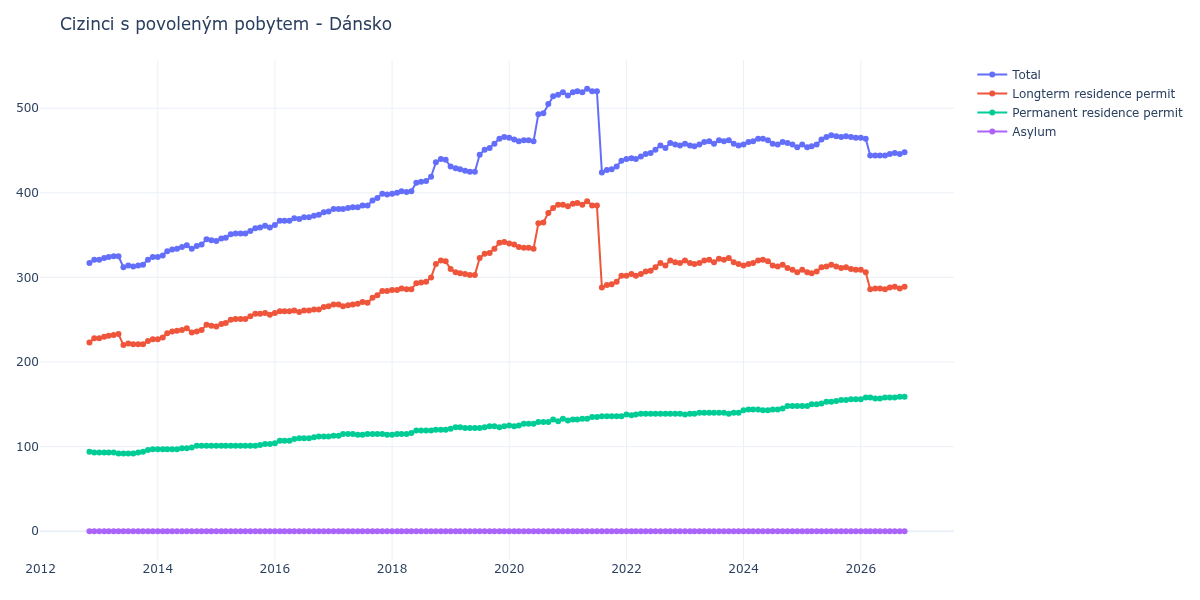 Cizinci s povoleným pobytem - Dánsko
Total
Longterm residence permit
Permanent residence permit
Asylum
500
400
300
200
100
0
2012
2014
2016
2018
2020
2022
2024
2026